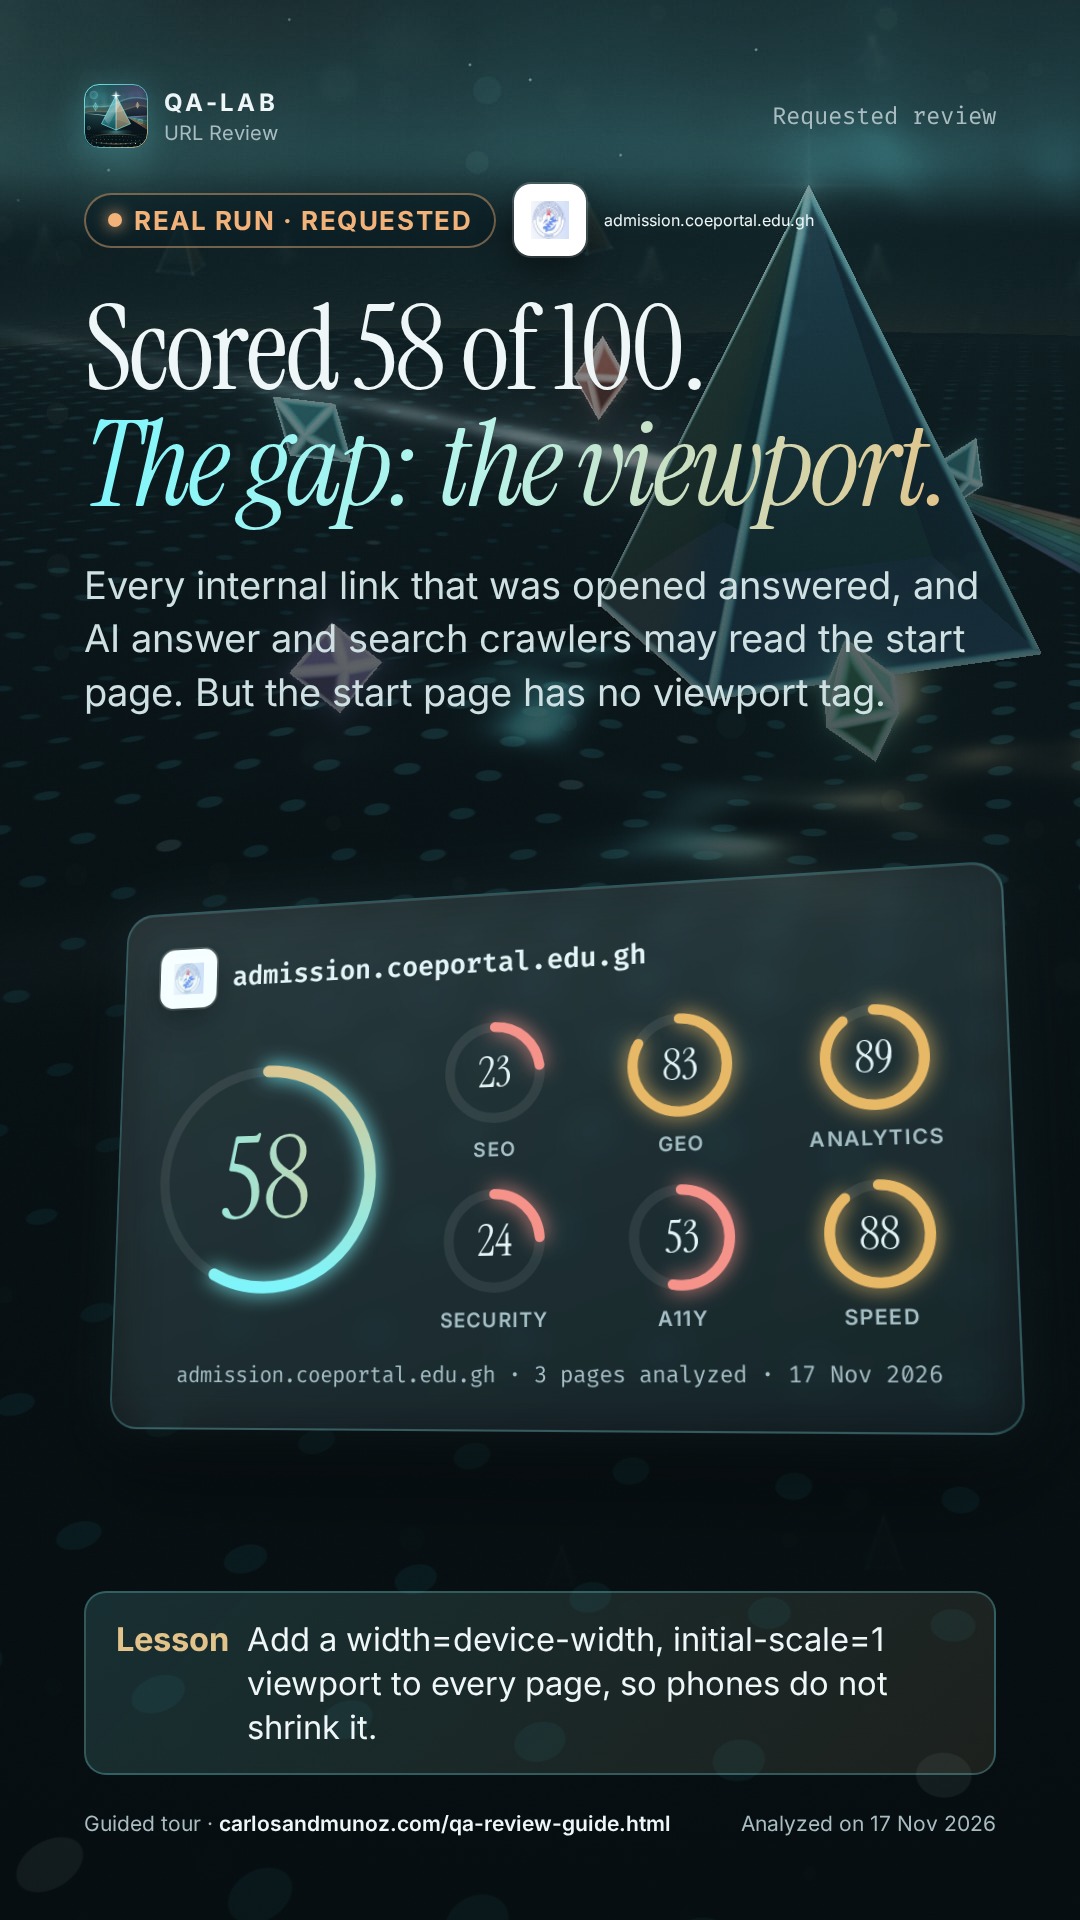 QA-LAB
URL Review
Requested review
REAL RUN · REQUESTED
admission.coeportal.edu.gh
Scored 58 of 100.
The gap: the viewport.
Every internal link that was opened answered, and
AI answer and search crawlers may read the start
page. But the start page has no viewport tag.
admission.coeportal.edu.gh
58
23
SEO
83
GEO
89
ANALYTICS
24
SECURITY
53
A11Y
88
SPEED
admission.coeportal.edu.gh · 3 pages analyzed · 17 Nov 2026
Lesson Add a width=device-width, initial-scale=1
viewport to every page, so phones do not
shrink it.
Guided tour · carlosandmunoz.com/qa-review-guide.html
Analyzed on 17 Nov 2026